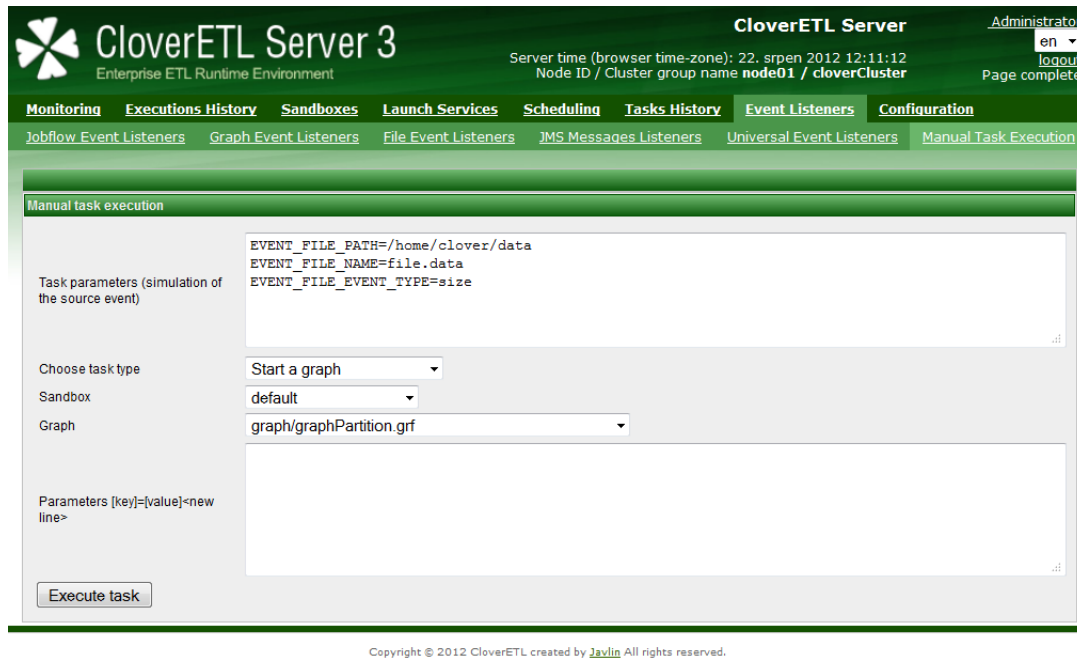 CloverETL Server 3
Enterprise ETL Runtime Environment
CloverETL Server
Administrato
en
Server time (browser time-zone): 22. srpen 2012 12:11:12
logou
Node ID / Cluster group name node01 / cloverCluster
Page complete
Monitoring Executions History Sandboxes Launch Services Scheduling Tasks History Event Listeners Configuration
Jobflow Event Listeners Graph Event Listeners File Event Listeners JMS Messages Listeners Universal Event Listeners Manual Task Execution
Manual task execution
Task parameters (simulation of
the source event)
EVENT_FILE_PATH=/home/clover/data
EVENT_FILE_NAME=file.data
EVENT_FILE_EVENT_TYPE=size
Choose task type Start a graph
Sandbox default
Graph graph/graphPartition.grf
Parameters [key]=[value]<new
line>
Execute task
Copyright © 2012 CloverETL created by Javlin All rights reserved.